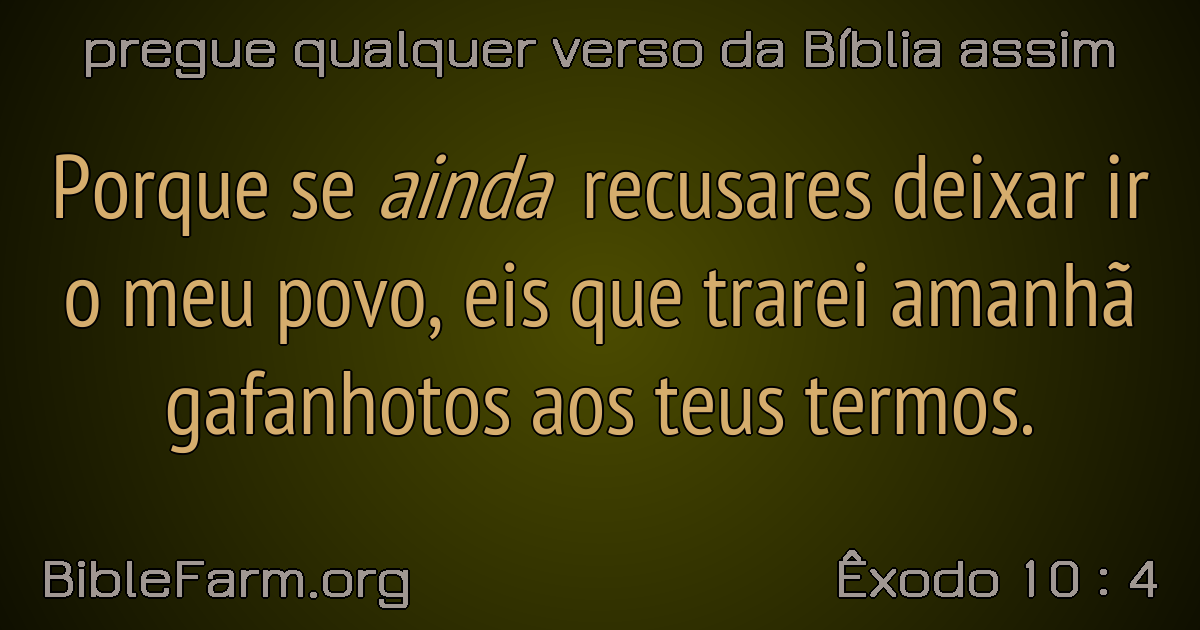 pregue qualquer verso da Bíblia assim
Porque se ainda recusares deixar ir
o meu povo, eis que trarei amanhã
gafanhotos aos teus termos.
BibleFarm.org
Êxodo 10 : 4